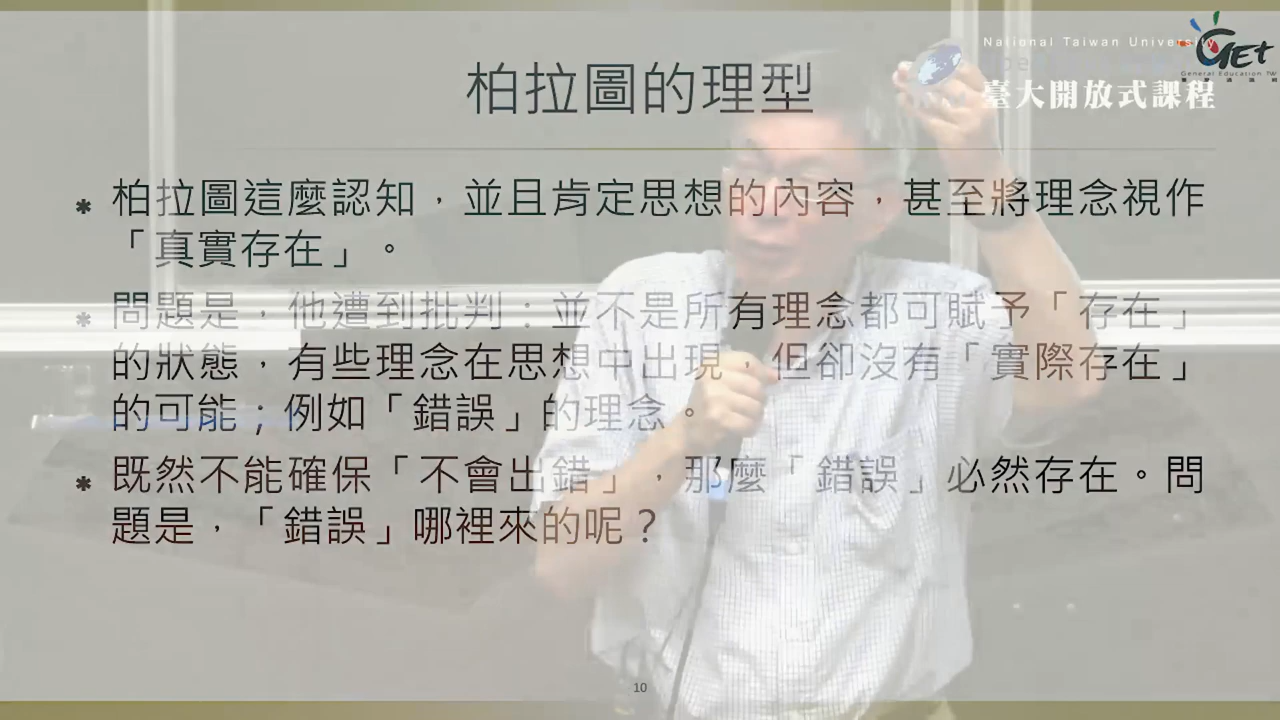 National Taiwan University
臺大開放式課程
GEt
General Education TW
柏拉圖的理型
* 柏拉圖這麼認知，並且肯定思想的內容，甚至將理念視作
「真實存在」。
* 問題是，他遭到批判：並不是所有理念都可賦予「存在」
的狀態，有些理念在思想中出現，但卻沒有「實際存在」
的可能；例如「錯誤」的理念。
* 既然不能確保「不會出錯」，那麼「錯誤」必然存在。問
題是，「錯誤」哪裡來的呢？
10